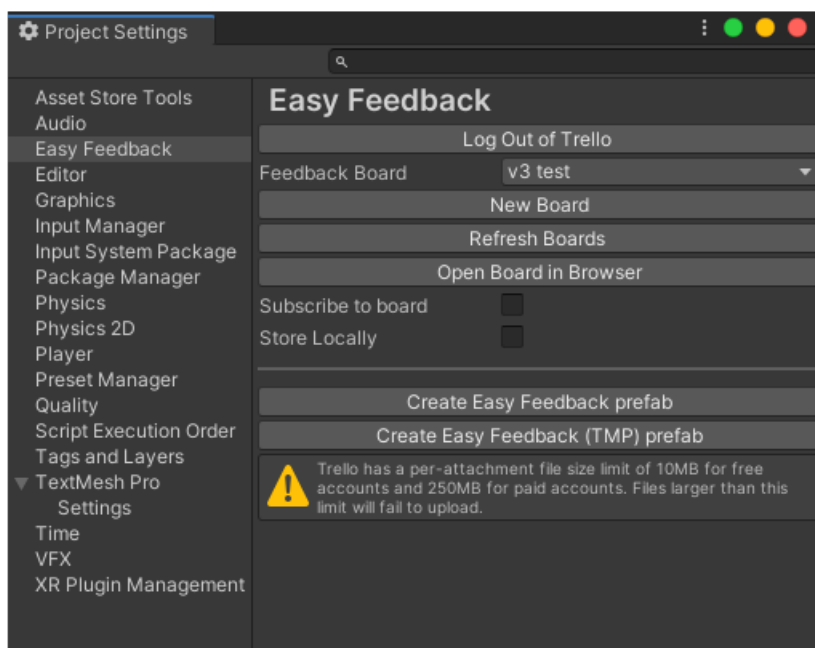 Project Settings
Asset Store Tools
Audio
Easy Feedback
Editor
Graphics
Input Manager
Input System Package
Package Manager
Physics
Physics 2D
Player
Preset Manager
Quality
Script Execution Order
Tags and Layers
TextMesh Pro
Settings
Time
VFX
XR Plugin Management
Easy Feedback
Log Out of Trello
Feedback Board v3 test
New Board
Refresh Boards
Open Board in Browser
Subscribe to board
Store Locally
Create Easy Feedback prefab
Create Easy Feedback (TMP) prefab
Trello has a per-attachment file size limit of 10MB for free
accounts and 250MB for paid accounts. Files larger than this
limit will fail to upload.